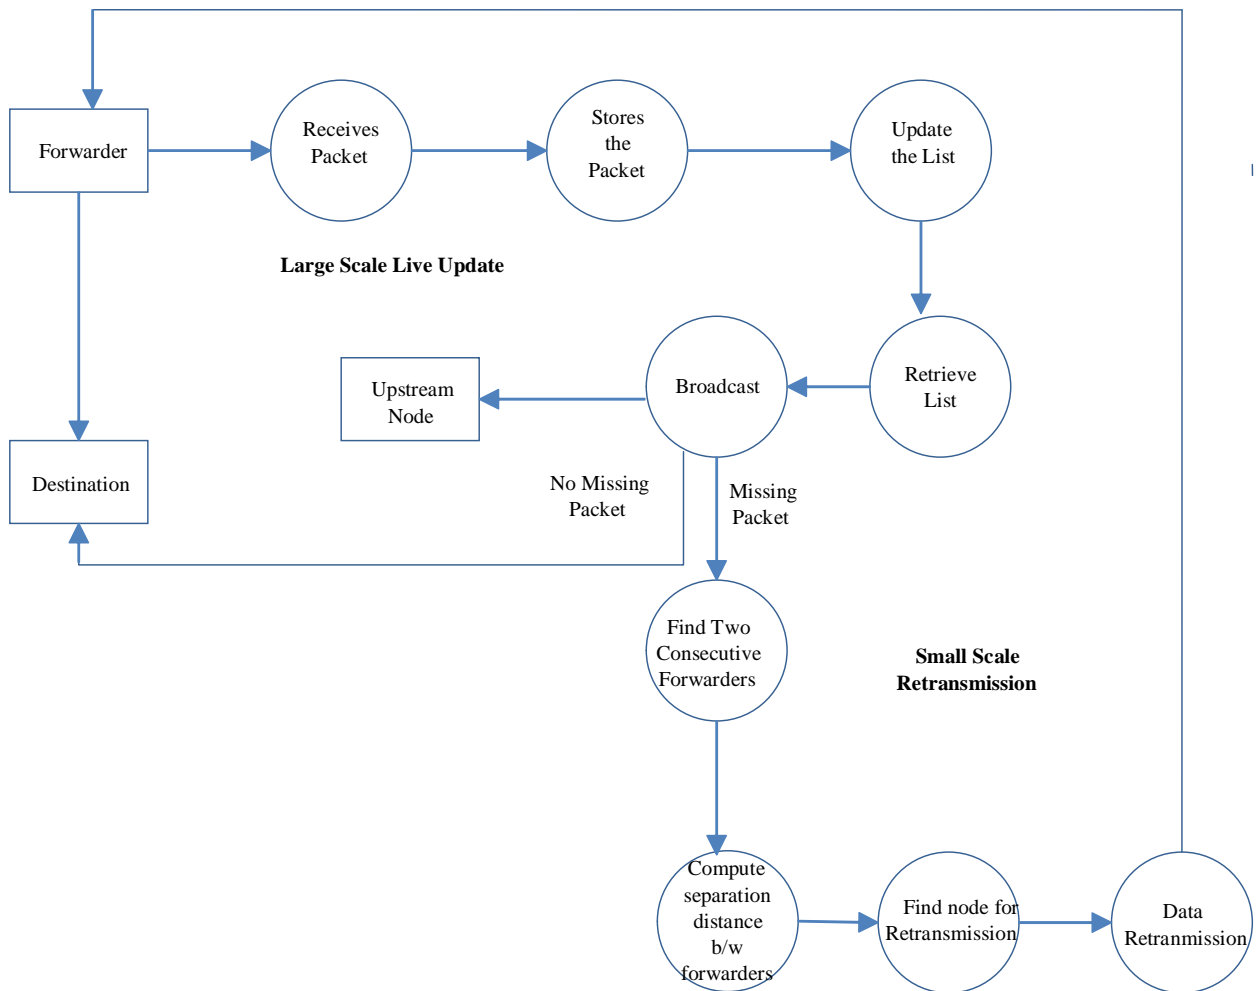 Forwarder
Receives
Packet
Stores
the
Packet
Update
the List
Large Scale Live Update
Upstream
Node
Broadcast
Retrieve
List
Destination
No Missing
Packet
Missing
Packet
Find Two
Consecutive
Forwarders
Small Scale
Retransmission
Compute
separation
distance
b/w
forwarders
Find node for
Retransmission
Data
Retranmission